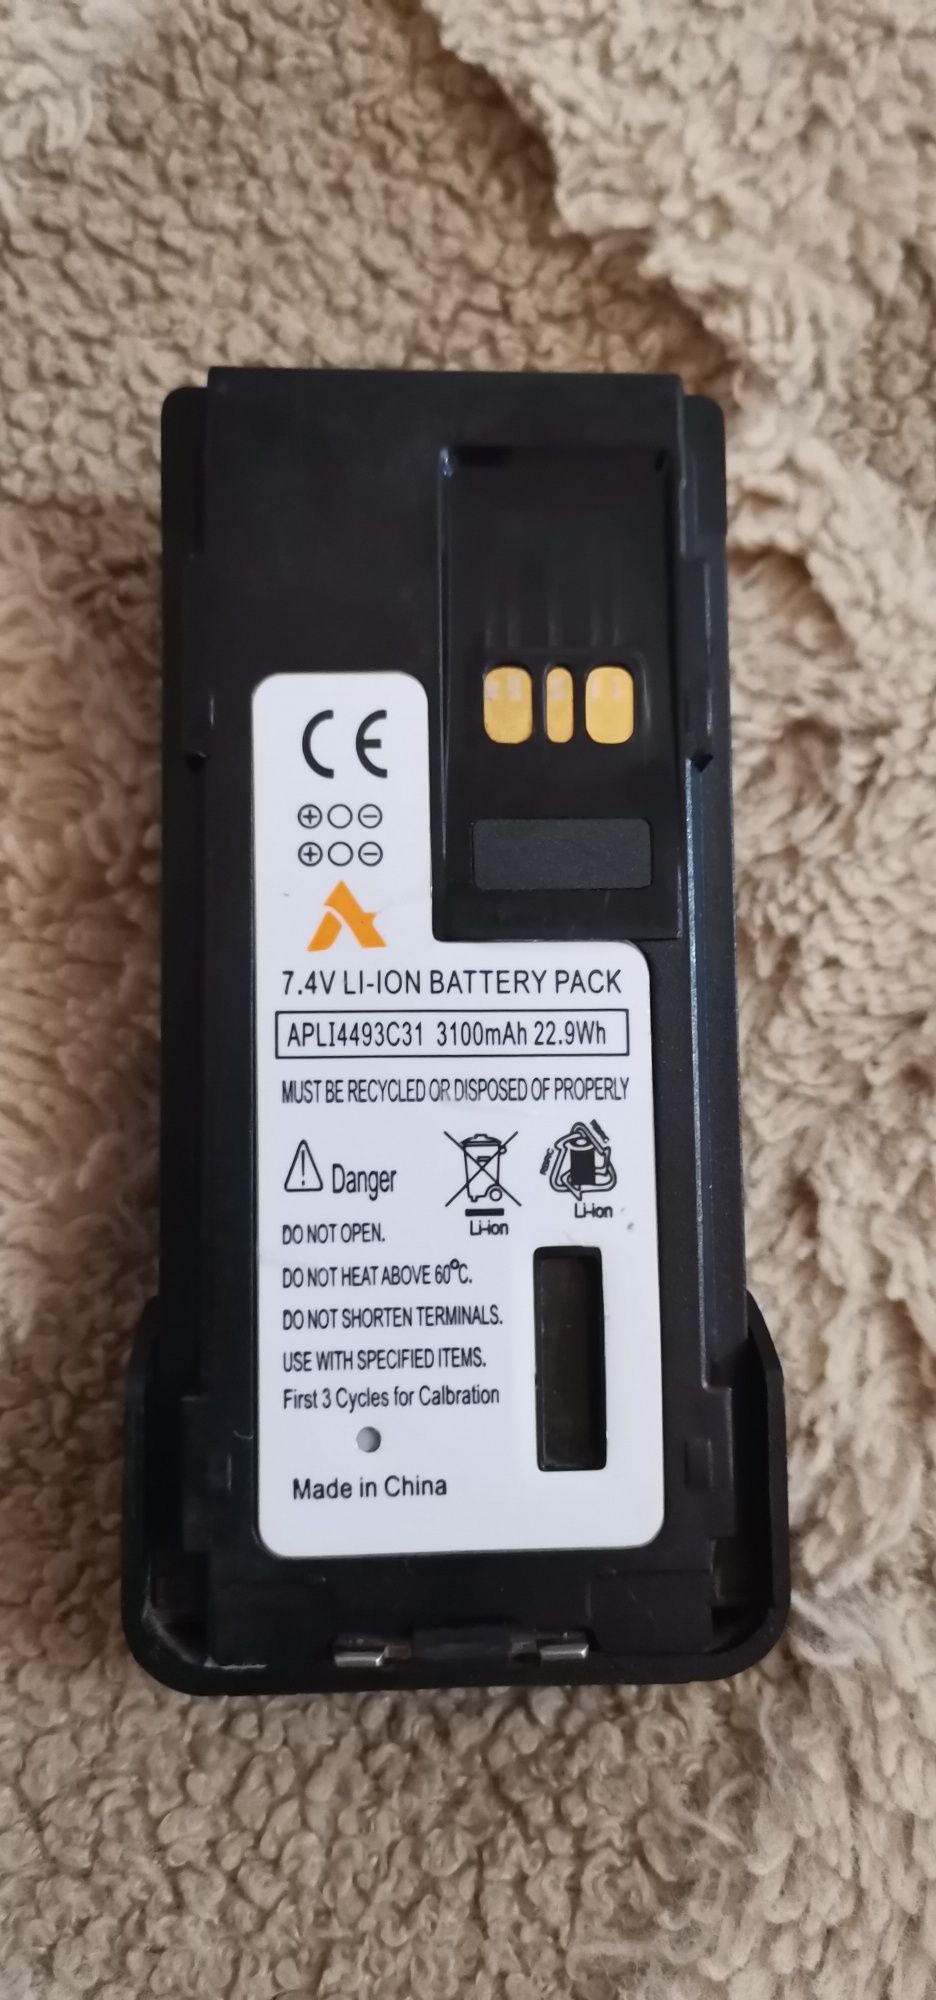 CE
7.4V LI-ION BATTERY PACK
APLI4493C31 3100mAh 22.9Wh
MUST BE RECYCLED OR DISPOSED OF PROPERLY
Danger
Li-ion
Li-ion
DO NOT OPEN.
DO NOT HEAT ABOVE 60°C.
DO NOT SHORTEN TERMINALS.
USE WITH SPECIFIED ITEMS.
First 3 Cycles for Calbration
Made in China